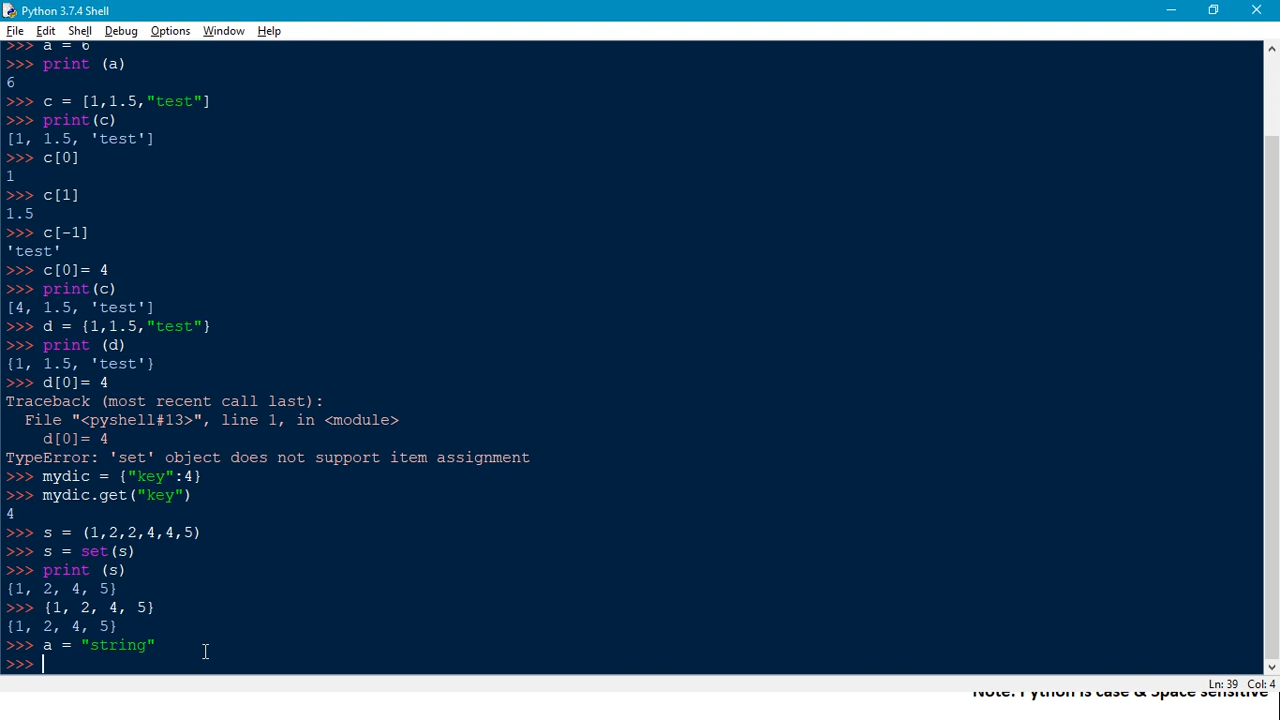 Python 3.7.4 Shell
File Edit Shell Debug Options Window Help
>>> a = 6
>>> print (a)
6
>>> c = [1,1.5,"test"]
>>> print(c)
[1, 1.5, 'test']
>>> c[0]
1
>>> c[1]
1.5
>>> c[-1]
'test'
>>> c[0]= 4
>>> print(c)
[4, 1.5, 'test']
>>> d = {1,1.5,"test"}
>>> print (d)
{1, 1.5, 'test'}
>>> d[0]= 4
Traceback (most recent call last):
  File "<pyshell#13>", line 1, in <module>
    d[0]= 4
TypeError: 'set' object does not support item assignment
>>> mydic = {"key":4}
>>> mydic.get("key")
4
>>> s = (1,2,2,4,4,5)
>>> s = set(s)
>>> print (s)
{1, 2, 4, 5}
>>> {1, 2, 4, 5}
{1, 2, 4, 5}
>>> a = "string"
>>>
Ln: 39 Col: 4
Note: Python is case & Space sensitive